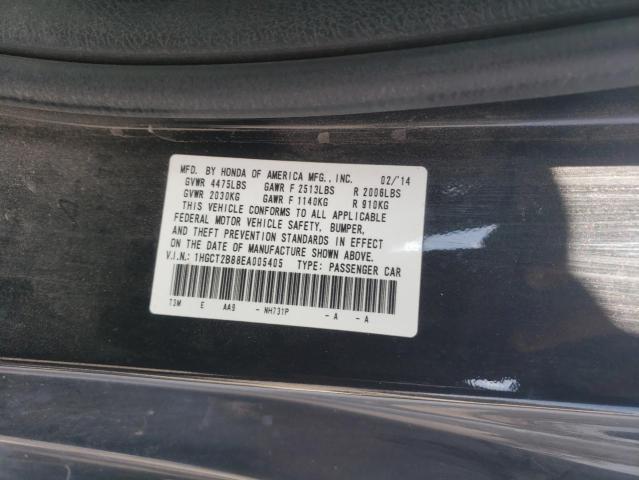 MFD. BY HONDA OF AMERICA MFG., INC. 02/'14
GVWR 4475LBS GAWR F 2513LBS R 2006LBS
GVWR 2030KG GAWR F 1140KG R 910KG
THIS VEHICLE CONFORMS TO ALL APPLICABLE
FEDERAL MOTOR VEHICLE SAFETY, BUMPER,
AND THEFT PREVENTION STANDARDS IN EFFECT
ON THE DATE OF MANUFACTURE SHOWN ABOVE.
V.I.N.: 1HGCT2B88EA005405 TYPE: PASSENGER CAR
T3M E AA9 - NH731P - A - A